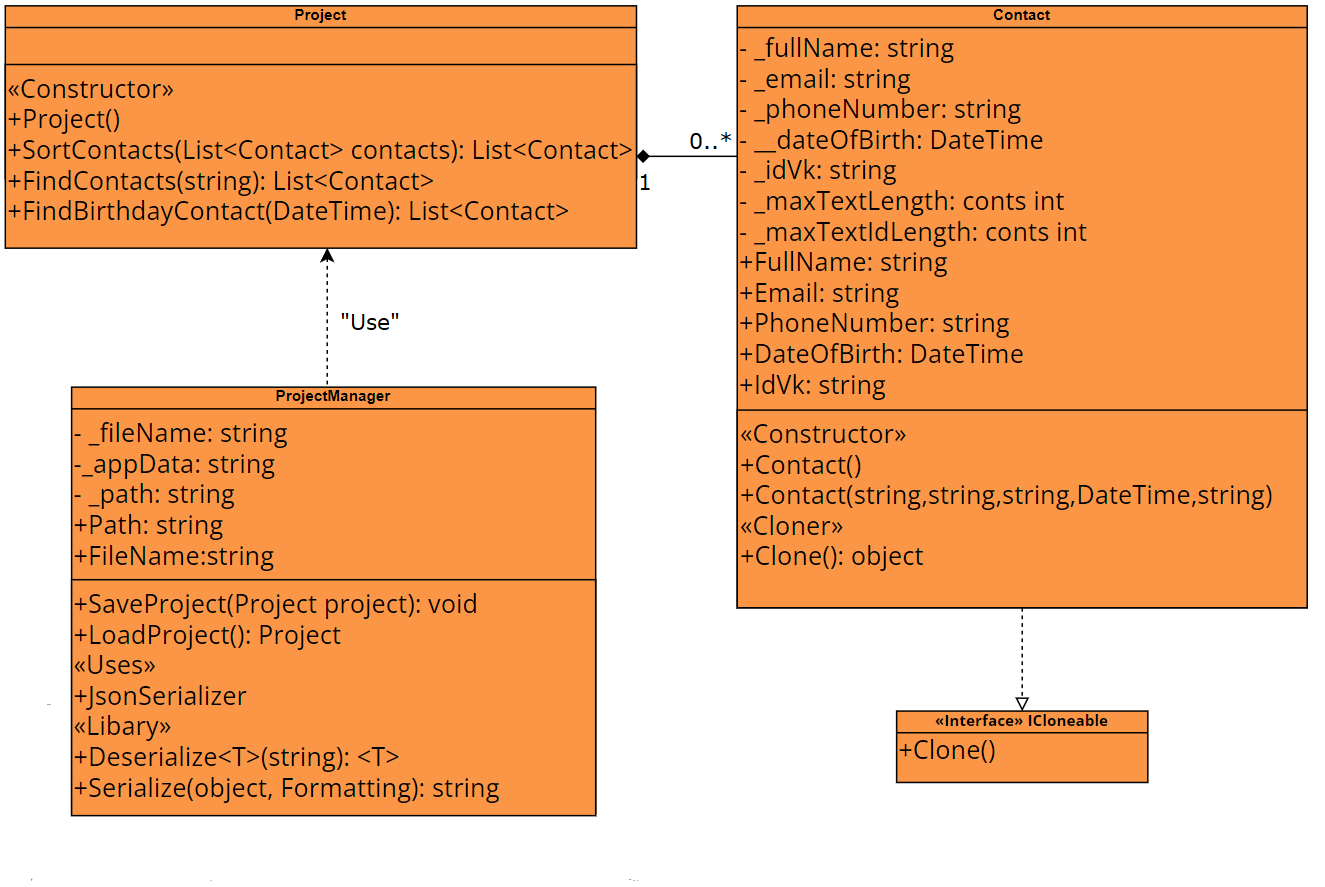 Project
«Constructor»
+Project()
+SortContacts(List<Contact> contacts): List<Contact>
+FindContacts(string): List<Contact>
+FindBirthdayContact(DateTime): List<Contact>
1
0..*
Contact
- _fullName: string
- _email: string
- _phoneNumber: string
- __dateOfBirth: DateTime
- _idVk: string
- _maxTextLength: conts int
- _maxTextIdLength: conts int
+FullName: string
+Email: string
+PhoneNumber: string
+DateOfBirth: DateTime
+IdVk: string
«Constructor»
+Contact()
+Contact(string,string,string,DateTime,string)
«Cloner»
+Clone(): object
"Use"
ProjectManager
- _fileName: string
-_appData: string
- _path: string
+Path: string
+FileName:string
+SaveProject(Project project): void
+LoadProject(): Project
«Uses»
+JsonSerializer
«Libary»
+Deserialize<T>(string): <T>
+Serialize(object, Formatting): string
«Interface» ICloneable
+Clone()